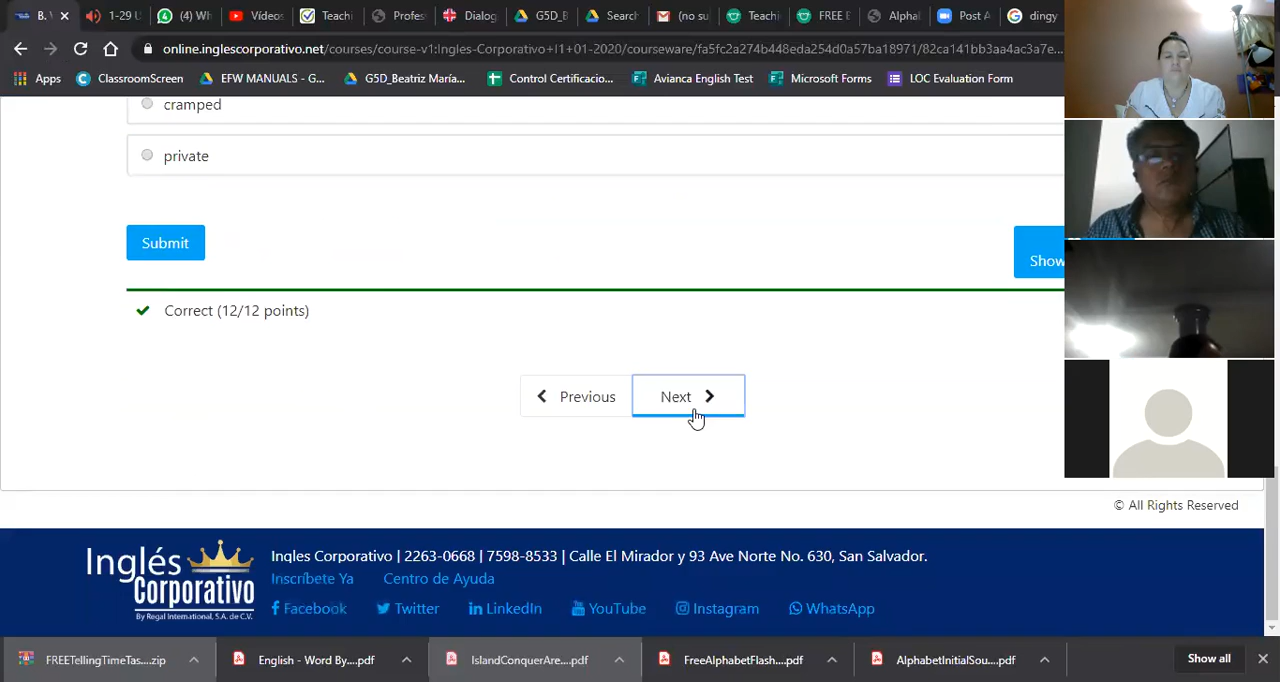 B. V
1-29 U
(4) Wh
Vídeos
Teachi
Profes
Dialog
G5D_B
Search
(no su
Teachi
FREE E
Alphal
Post A
dingy
online.inglescorporativo.net/courses/course-v1:Ingles-Corporativo+I1+01-2020/courseware/fa5fc2a274b448eda254d0a57ba18971/82ca141bb3aa4ac3a7e...
Apps
ClassroomScreen
EFW MANUALS - G...
G5D_Beatriz María...
Control Certificacio...
Avianca English Test
Microsoft Forms
LOC Evaluation Form
cramped
private
Submit
Show
Correct (12/12 points)
Previous
Next
© All Rights Reserved
Inglés Corporativo
By Regal International, S.A. de C.V.
Ingles Corporativo | 2263-0668 | 7598-8533 | Calle El Mirador y 93 Ave Norte No. 630, San Salvador.
Inscríbete Ya Centro de Ayuda
Facebook Twitter LinkedIn YouTube Instagram WhatsApp
FREETellingTimeTas....zip
English - Word By....pdf
IslandConquerAre....pdf
FreeAlphabetFlash....pdf
AlphabetInitialSou....pdf
Show all